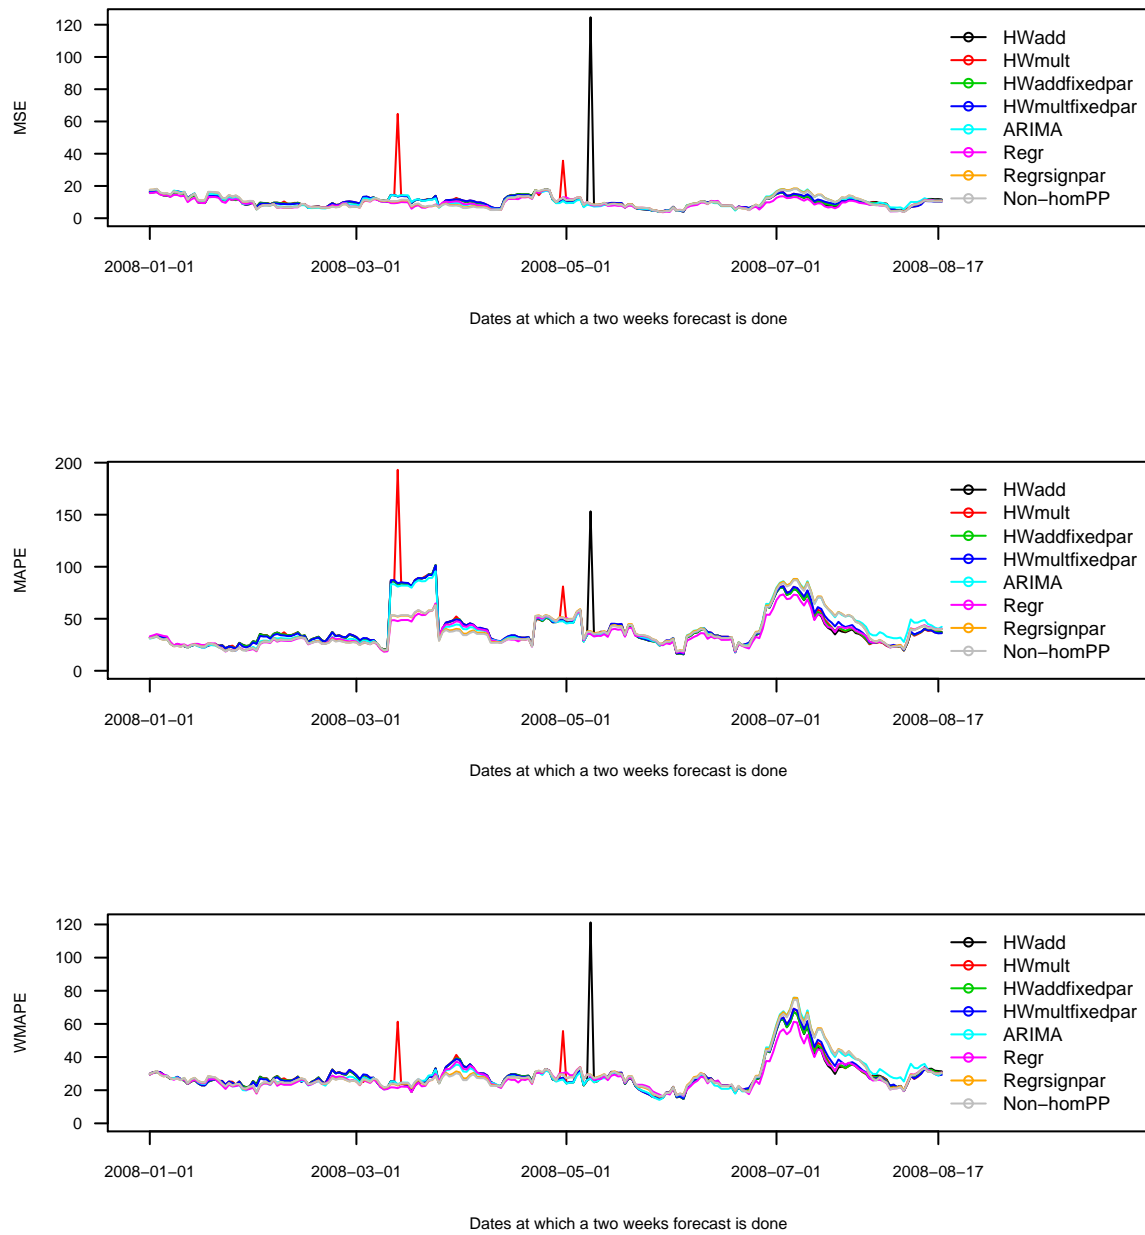 120
100
80
60
40
20
0
MSE
HWadd
HWmult
HWaddfixedpar
HWmultfixedpar
ARIMA
Regr
Regrsignpar
Non−homPP
2008−01−01
2008−03−01
2008−05−01
2008−07−01
2008−08−17
Dates at which a two weeks forecast is done
200
150
100
50
0
MAPE
HWadd
HWmult
HWaddfixedpar
HWmultfixedpar
ARIMA
Regr
Regrsignpar
Non−homPP
2008−01−01
2008−03−01
2008−05−01
2008−07−01
2008−08−17
Dates at which a two weeks forecast is done
120
100
80
60
40
20
0
WMAPE
HWadd
HWmult
HWaddfixedpar
HWmultfixedpar
ARIMA
Regr
Regrsignpar
Non−homPP
2008−01−01
2008−03−01
2008−05−01
2008−07−01
2008−08−17
Dates at which a two weeks forecast is done